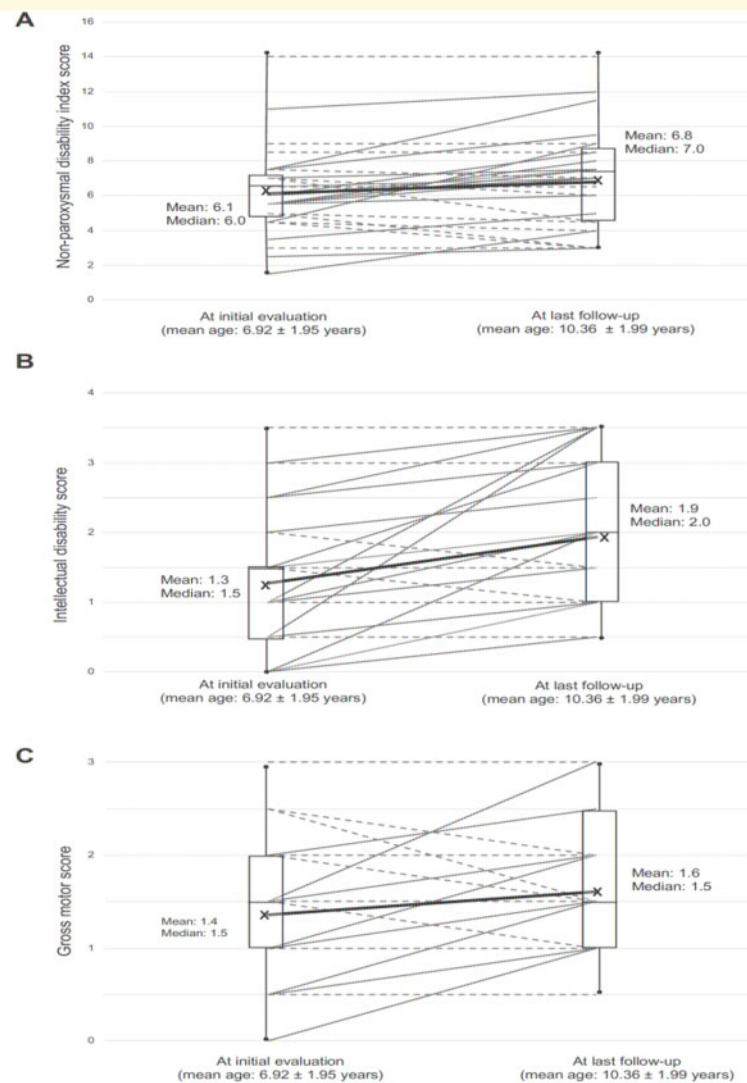 A
Non-paroxysmal disability index score
16
14
12
10
8
6
4
2
0
Mean: 6.1
Median: 6.0
Mean: 6.8
Median: 7.0
At initial evaluation
(mean age: 6.92 ± 1.95 years)
At last follow-up
(mean age: 10.36 ± 1.99 years)
B
Intellectual disability score
4
3
2
1
0
Mean: 1.3
Median: 1.5
Mean: 1.9
Median: 2.0
At initial evaluation
(mean age: 6.92 ± 1.95 years)
At last follow-up
(mean age: 10.36 ± 1.99 years)
C
Gross motor score
3
2
1
0
Mean: 1.4
Median: 1.5
Mean: 1.6
Median: 1.5
At initial evaluation
(mean age: 6.92 ± 1.95 years)
At last follow-up
(mean age: 10.36 ± 1.99 years)